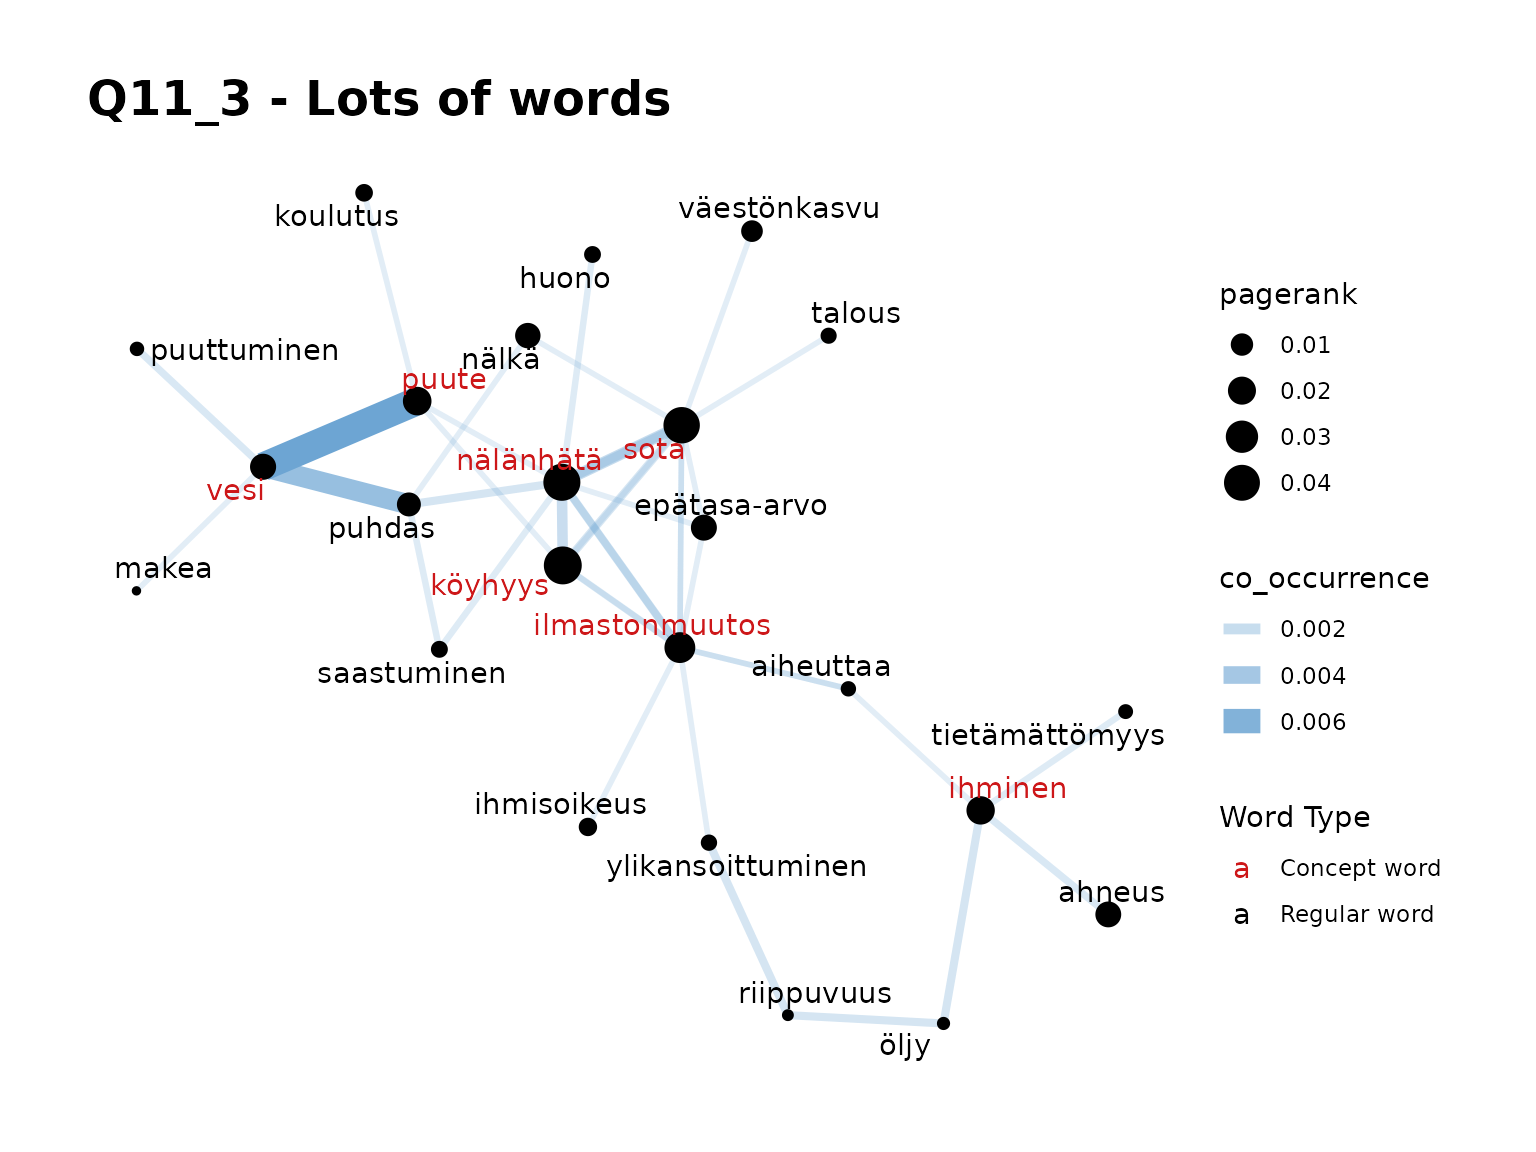 Q11_3 - Lots of words
koulutus
väestönkasvu
huono
talous
puuttuminen
nälkä
puute
sota
nälänhätä
vesi
epätasa-arvo
puhdas
makea
köyhyys
ilmastonmuutos
saastuminen
aiheuttaa
tietämättömyys
ihminen
ihmisoikeus
ylikansoittuminen
ahneus
riippuvuus
öljy
pagerank
0.01
0.02
0.03
0.04
co_occurrence
0.002
0.004
0.006
Word Type
a Concept word
a Regular word